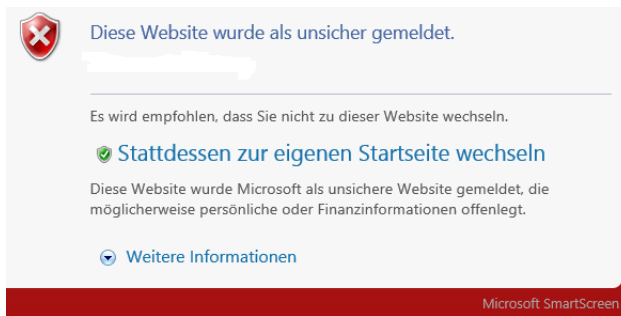 Diese Website wurde als unsicher gemeldet.
Es wird empfohlen, dass Sie nicht zu dieser Website wechseln.
Stattdessen zur eigenen Startseite wechseln
Diese Website wurde Microsoft als unsichere Website gemeldet, die
möglicherweise persönliche oder Finanzinformationen offenlegt.
Weitere Informationen
Microsoft SmartScreen